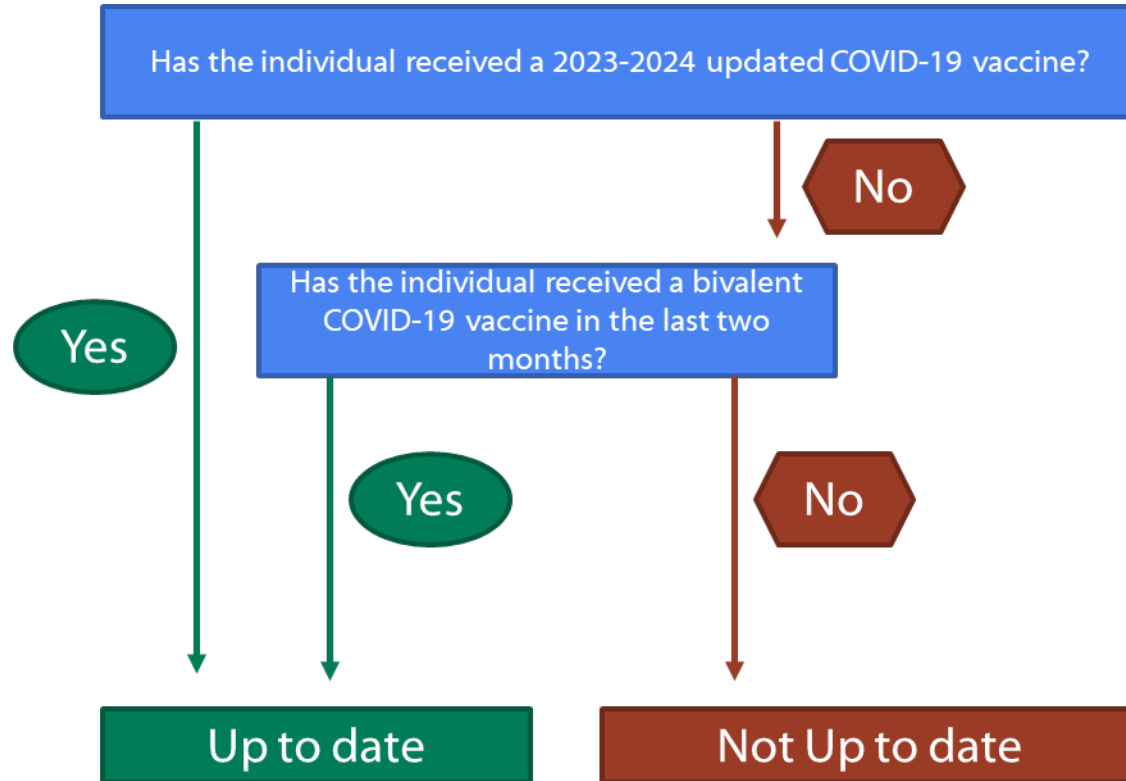 Has the individual received a 2023-2024 updated COVID-19 vaccine?
No
Has the individual received a bivalent
COVID-19 vaccine in the last two
months?
Yes
Yes
No
Up to date
Not Up to date